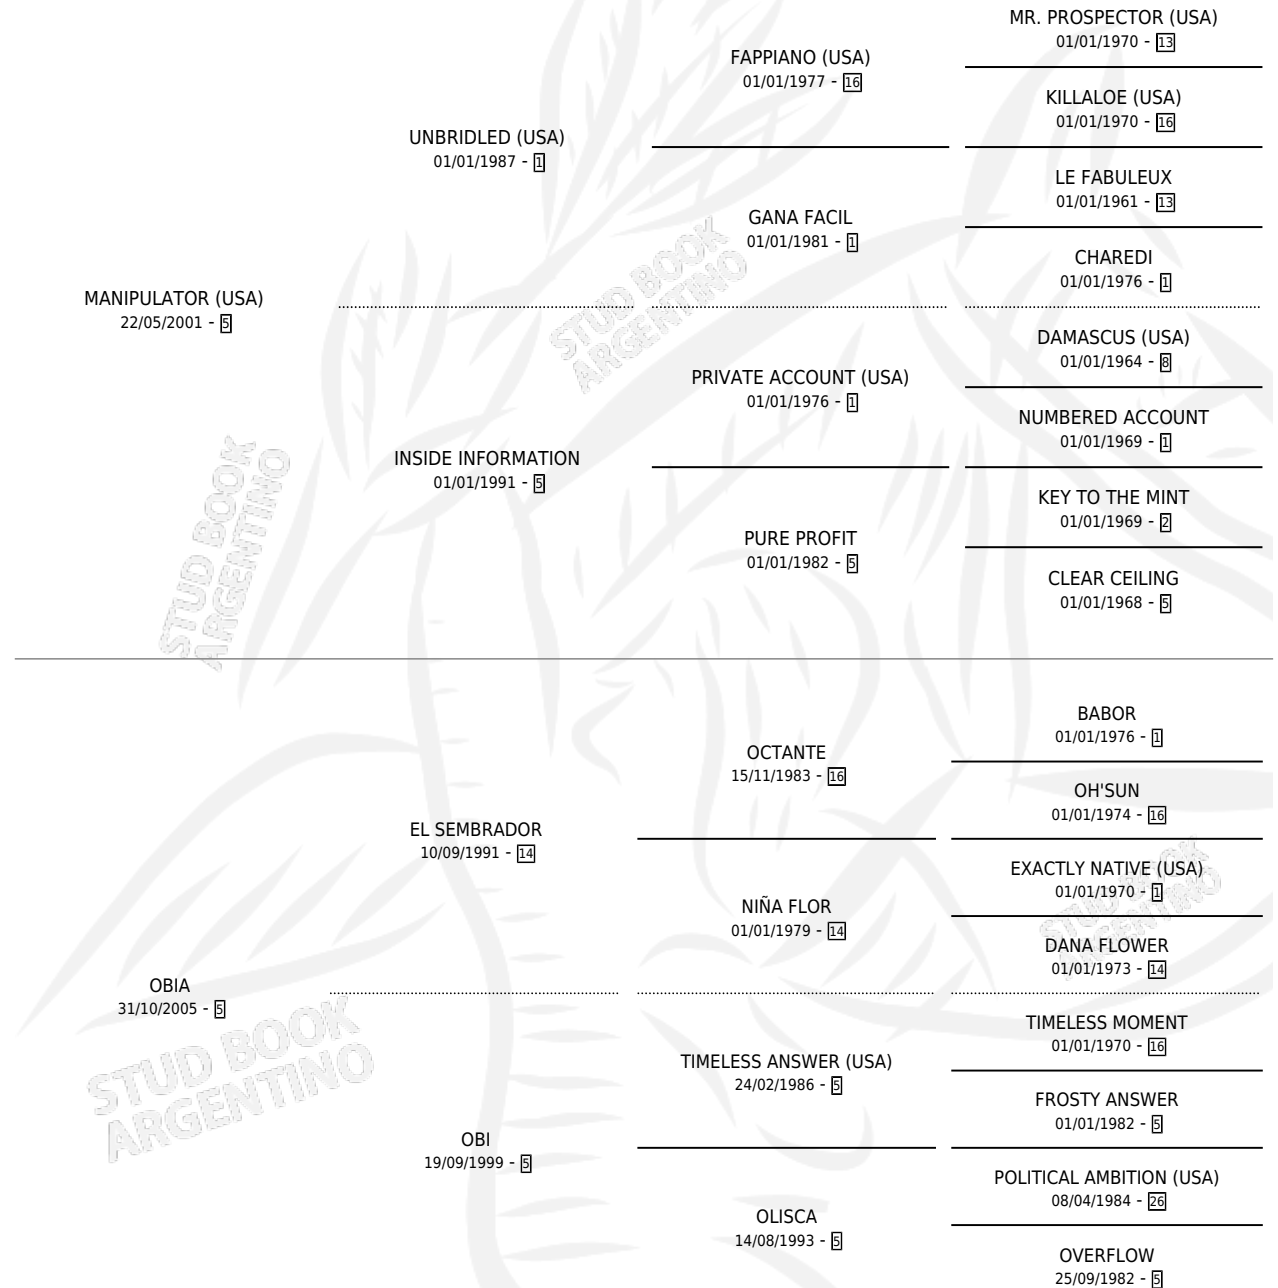 MR. PROSPECTOR (USA)
01/01/1970 - 13
FAPPIANO (USA)
01/01/1977 - 16
KILLALOE (USA)
01/01/1970 - 16
UNBRIDLED (USA)
01/01/1987 - 1
LE FABULEUX
01/01/1961 - 13
GANA FACIL
01/01/1981 - 1
CHAREDI
01/01/1976 - 1
MANIPULATOR (USA)
22/05/2001 - 5
DAMASCUS (USA)
01/01/1964 - 8
PRIVATE ACCOUNT (USA)
01/01/1976 - 1
NUMBERED ACCOUNT
01/01/1969 - 1
INSIDE INFORMATION
01/01/1991 - 5
KEY TO THE MINT
01/01/1969 - 2
PURE PROFIT
01/01/1982 - 5
CLEAR CEILING
01/01/1968 - 5
BABOR
01/01/1976 - 1
OCTANTE
15/11/1983 - 16
OH'SUN
01/01/1974 - 16
EL SEMBRADOR
10/09/1991 - 14
EXACTLY NATIVE (USA)
01/01/1970 - 1
NIÑA FLOR
01/01/1979 - 14
DANA FLOWER
01/01/1973 - 14
OBIA
31/10/2005 - 5
TIMELESS MOMENT
01/01/1970 - 16
TIMELESS ANSWER (USA)
24/02/1986 - 5
FROSTY ANSWER
01/01/1982 - 5
OBI
19/09/1999 - 5
POLITICAL AMBITION (USA)
08/04/1984 - 26
OLISCA
14/08/1993 - 5
OVERFLOW
25/09/1982 - 5
STUD BOOK
ARGENTINO
STUD BOOK
ARGENTINO
STUD BOOK
ARGENTINO
STUD BOOK
ARGENTINO